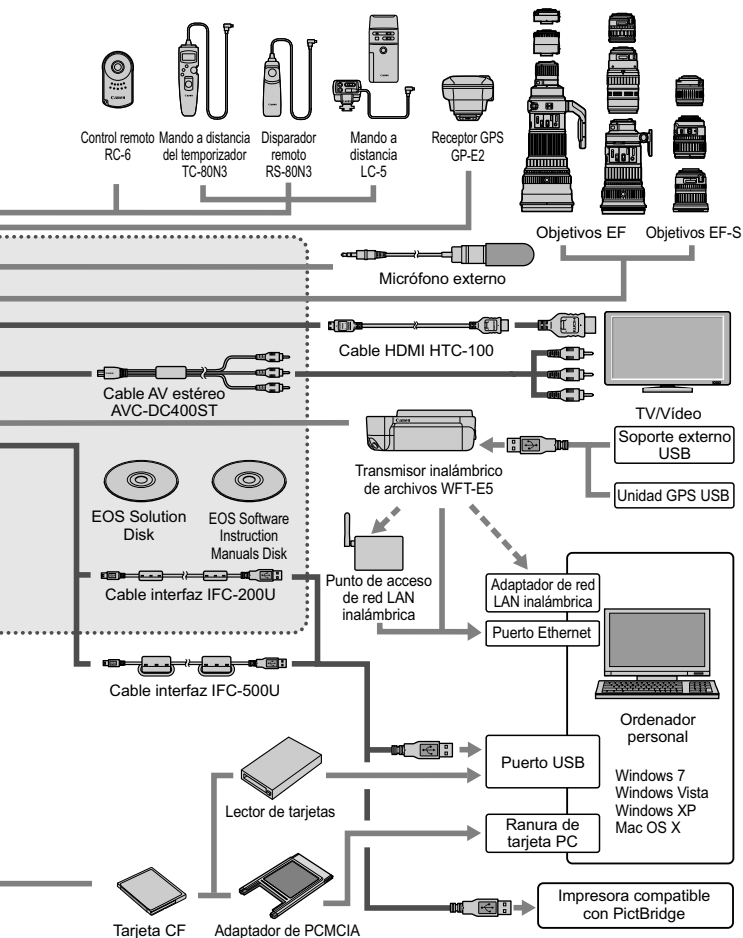 Control remoto
RC-6
Mando a distancia
del temporizador
TC-80N3
Disparador
remoto
RS-80N3
Mando a
distancia
LC-5
Receptor GPS
GP-E2
Objetivos EF
Objetivos EF-S
Micrófono externo
Cable HDMI HTC-100
Cable AV estéreo
AVC-DC400ST
TV/Vídeo
Canon
Transmisor inalámbrico
de archivos WFT-E5
Soporte externo
USB
Unidad GPS USB
EOS Solution
Disk
EOS Software
Instruction
Manuals Disk
Cable interfaz IFC-200U
Punto de acceso
de red LAN
inalámbrica
Adaptador de red
LAN inalámbrica
Puerto Ethernet
Cable interfaz IFC-500U
Ordenador
personal
Windows 7
Windows Vista
Windows XP
Mac OS X
Puerto USB
Lector de tarjetas
Ranura de
tarjeta PC
Tarjeta CF
Adaptador de PCMCIA
Impresora compatible
con PictBridge